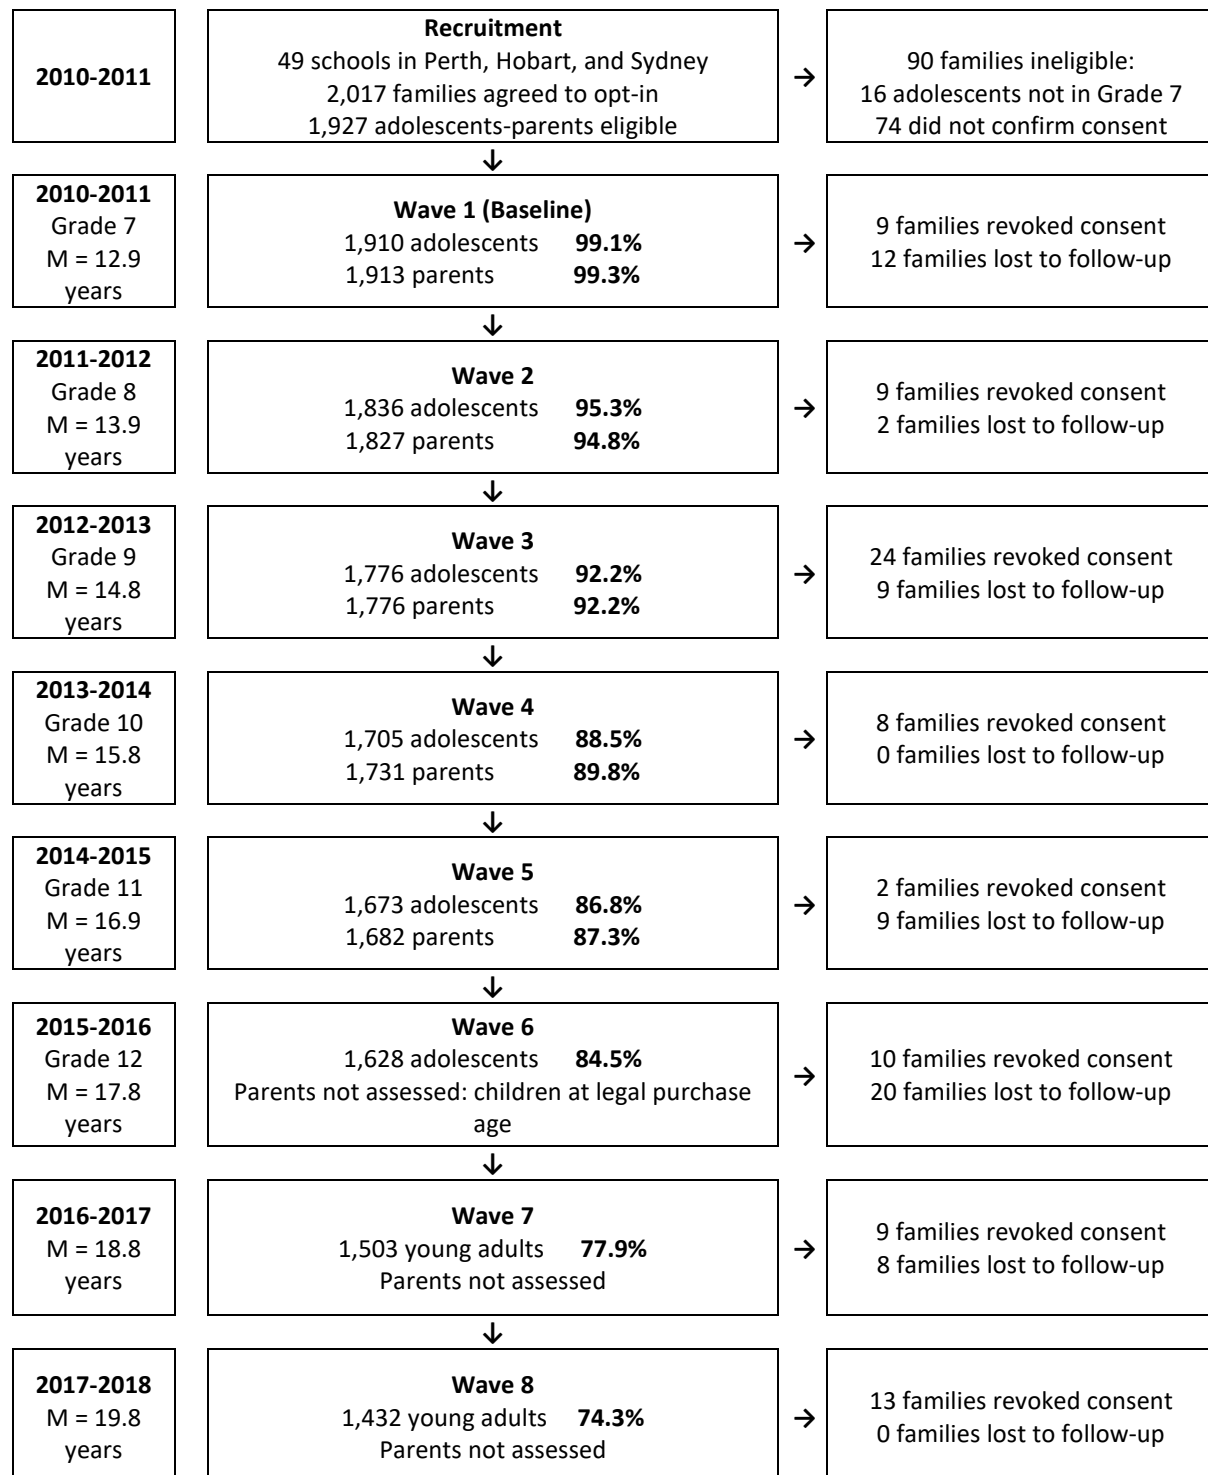 2010-2011
Recruitment
49 schools in Perth, Hobart, and Sydney
2,017 families agreed to opt-in
1,927 adolescents-parents eligible
→
90 families ineligible:
16 adolescents not in Grade 7
74 did not confirm consent
↓
2010-2011
Grade 7
M = 12.9
years
Wave 1 (Baseline)
1,910 adolescents 99.1%
1,913 parents 99.3%
→
9 families revoked consent
12 families lost to follow-up
↓
2011-2012
Grade 8
M = 13.9
years
Wave 2
1,836 adolescents 95.3%
1,827 parents 94.8%
→
9 families revoked consent
2 families lost to follow-up
↓
2012-2013
Grade 9
M = 14.8
years
Wave 3
1,776 adolescents 92.2%
1,776 parents 92.2%
→
24 families revoked consent
9 families lost to follow-up
↓
2013-2014
Grade 10
M = 15.8
years
Wave 4
1,705 adolescents 88.5%
1,731 parents 89.8%
→
8 families revoked consent
0 families lost to follow-up
↓
2014-2015
Grade 11
M = 16.9
years
Wave 5
1,673 adolescents 86.8%
1,682 parents 87.3%
→
2 families revoked consent
9 families lost to follow-up
↓
2015-2016
Grade 12
M = 17.8
years
Wave 6
1,628 adolescents 84.5%
Parents not assessed: children at legal purchase
age
→
10 families revoked consent
20 families lost to follow-up
↓
2016-2017
M = 18.8
years
Wave 7
1,503 young adults 77.9%
Parents not assessed
→
9 families revoked consent
8 families lost to follow-up
↓
2017-2018
M = 19.8
years
Wave 8
1,432 young adults 74.3%
Parents not assessed
→
13 families revoked consent
0 families lost to follow-up